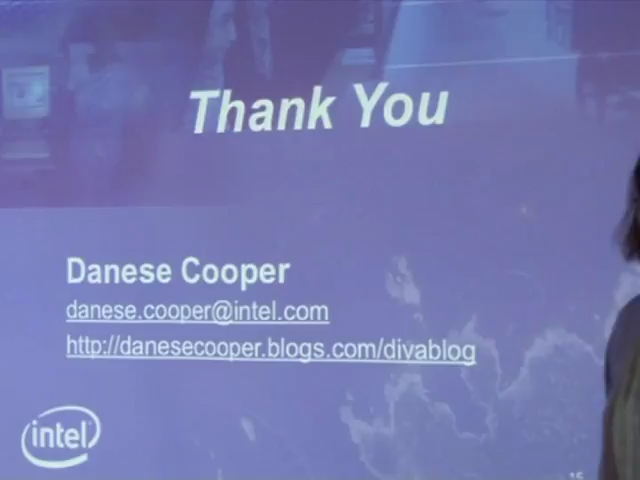 Thank You
Danese Cooper
danese.cooper@intel.com
http://danesecooper.blogs.com/divablog
intel